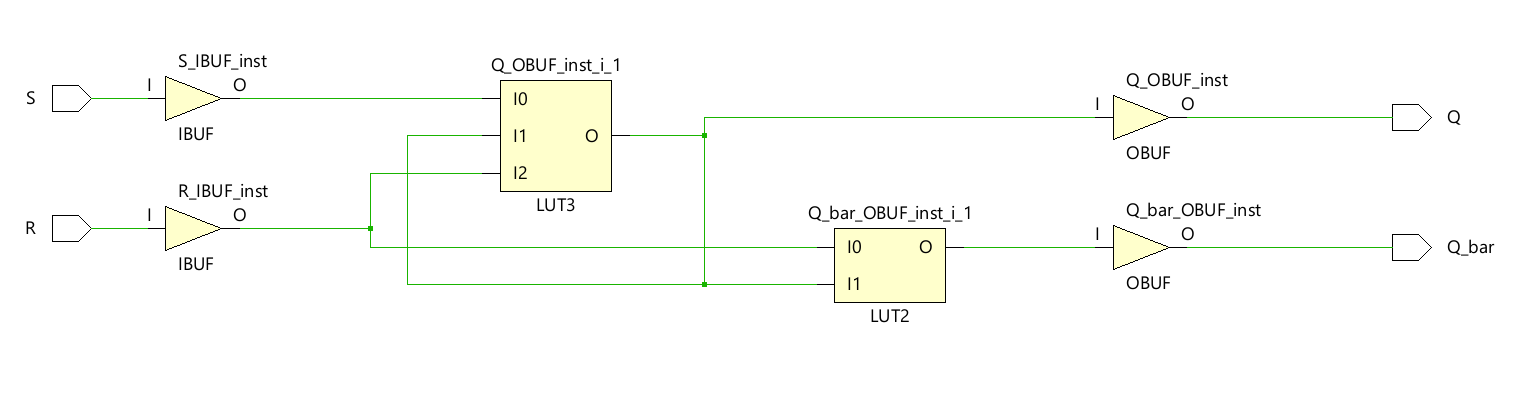 S_IBUF_inst
Q_OBUF_inst_i_1
Q_OBUF_inst
S
I
O
I0
I1
O
I2
I
O
Q
IBUF
OBUF
LUT3
R_IBUF_inst
Q_bar_OBUF_inst_i_1
Q_bar_OBUF_inst
R
I
O
I0
O
I1
I
O
Q_bar
IBUF
OBUF
LUT2